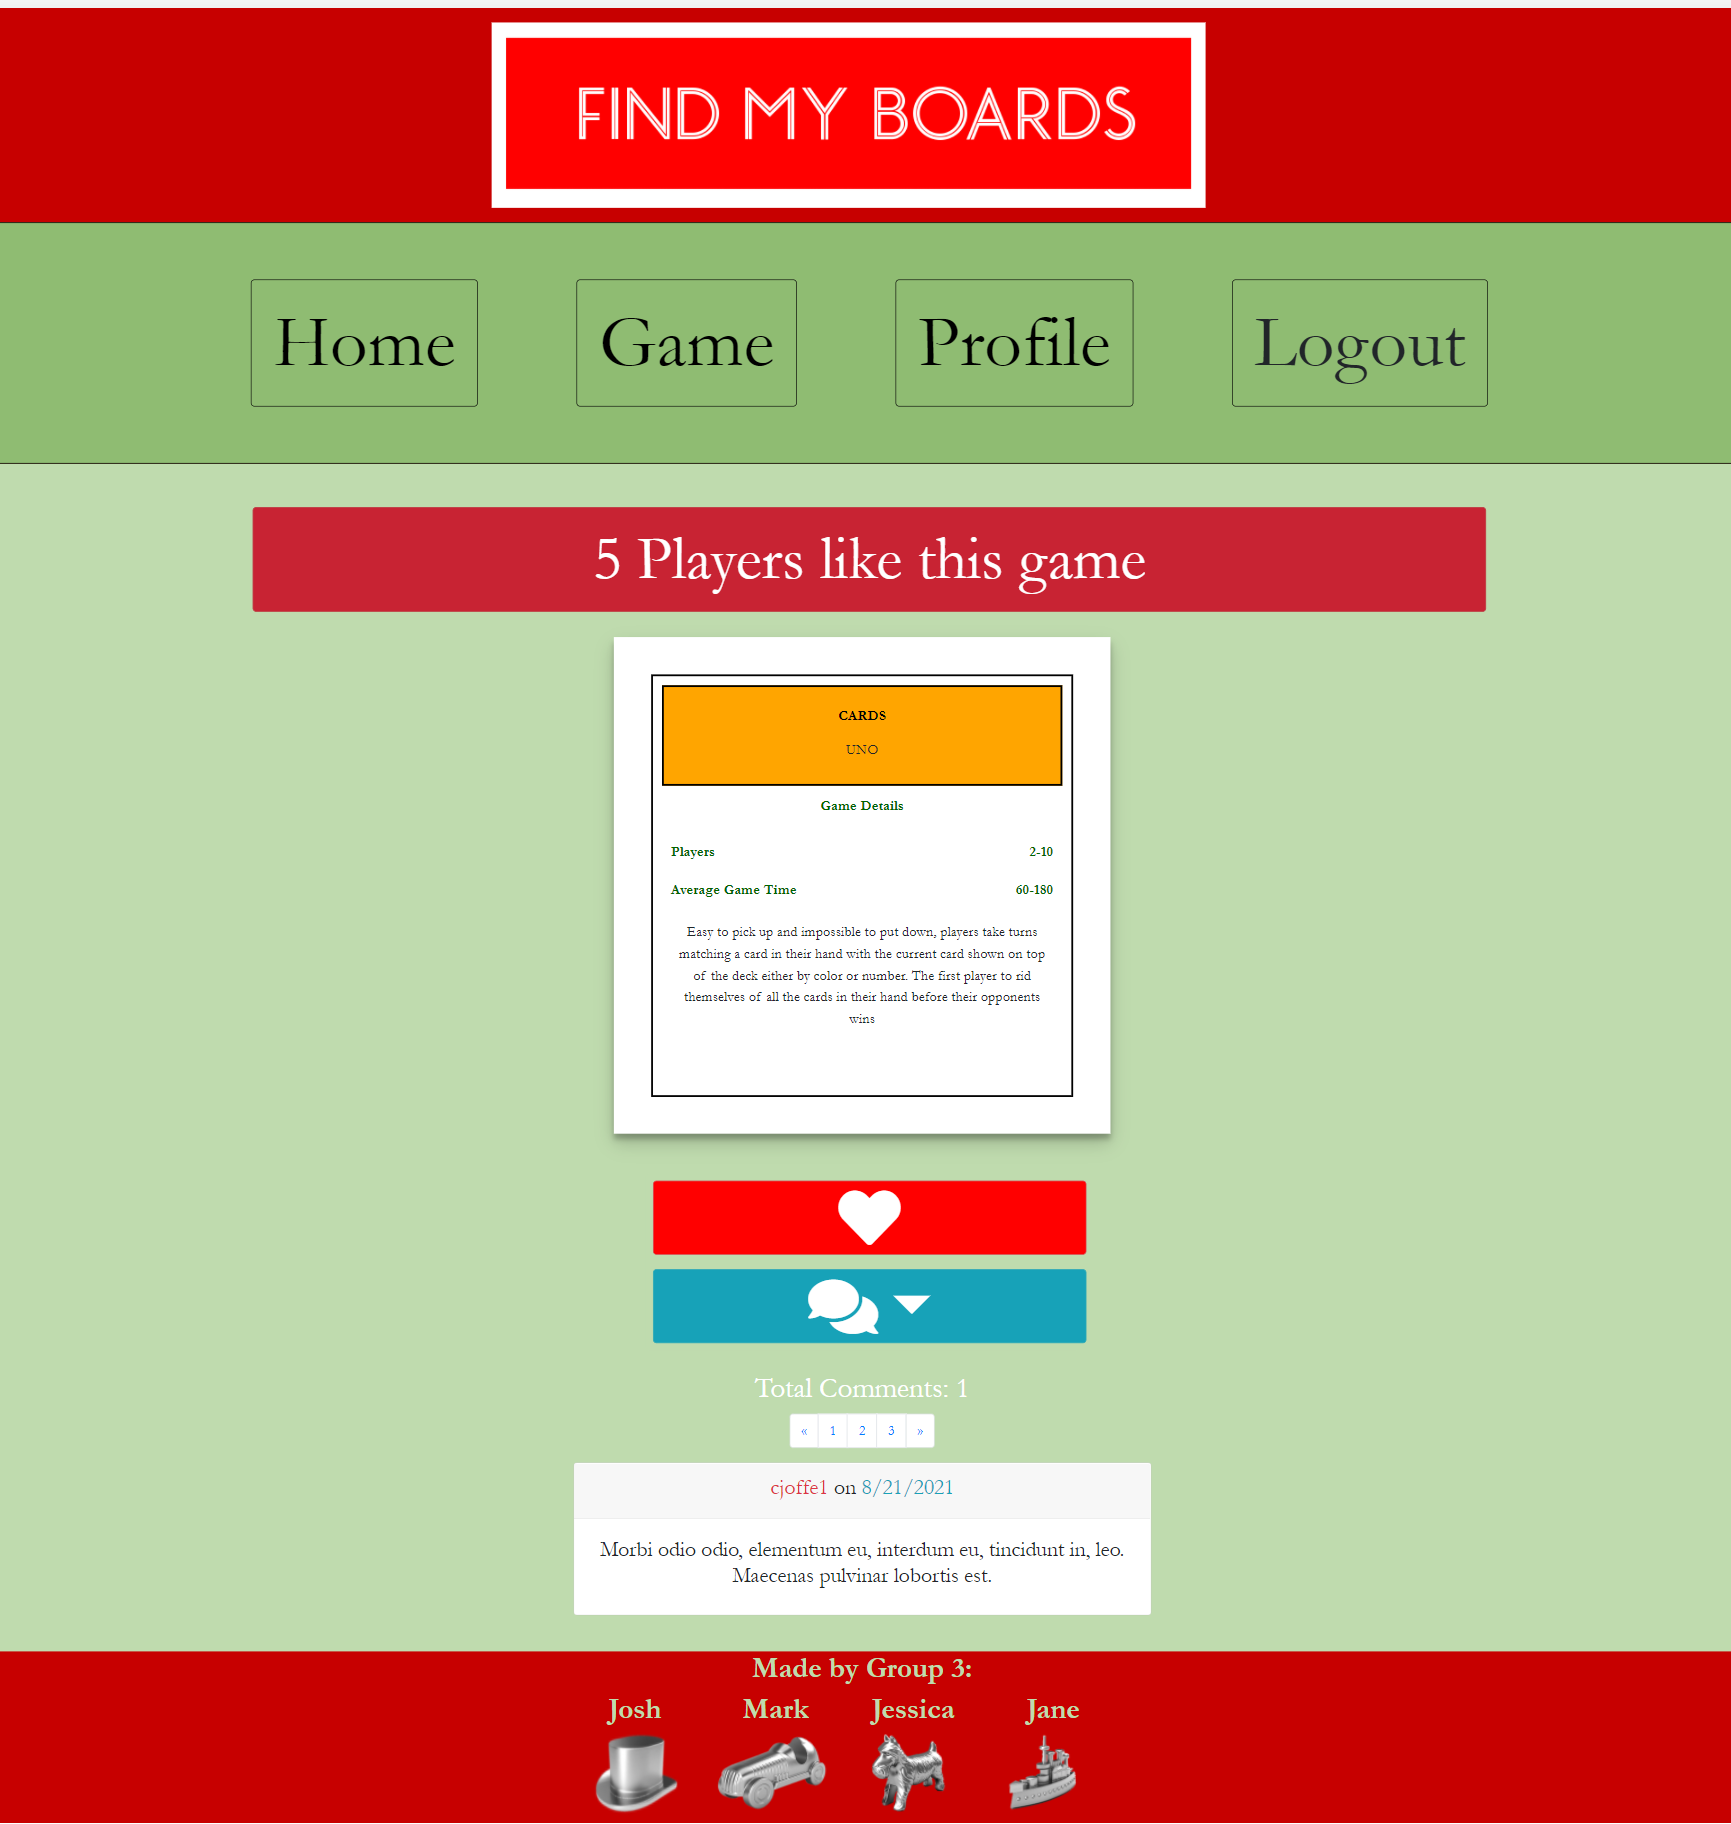 FIND MY BOARDS
Home
Game
Profile
Logout
5 Players like this game
CARDS
UNO
Game Details
Players 2-10
Average Game Time 60-180
Easy to pick up and impossible to put down, players take turns
matching a card in their hand with the current card shown on top
of the deck either by color or number. The first player to rid
themselves of all the cards in their hand before their opponents
wins
Total Comments: 1
« 1 2 3 »
cjoffe1 on 8/21/2021
Morbi odio odio, elementum eu, interdum eu, tincidunt in, leo.
Maecenas pulvinar lobortis est.
Made by Group 3:
Josh Mark Jessica Jane